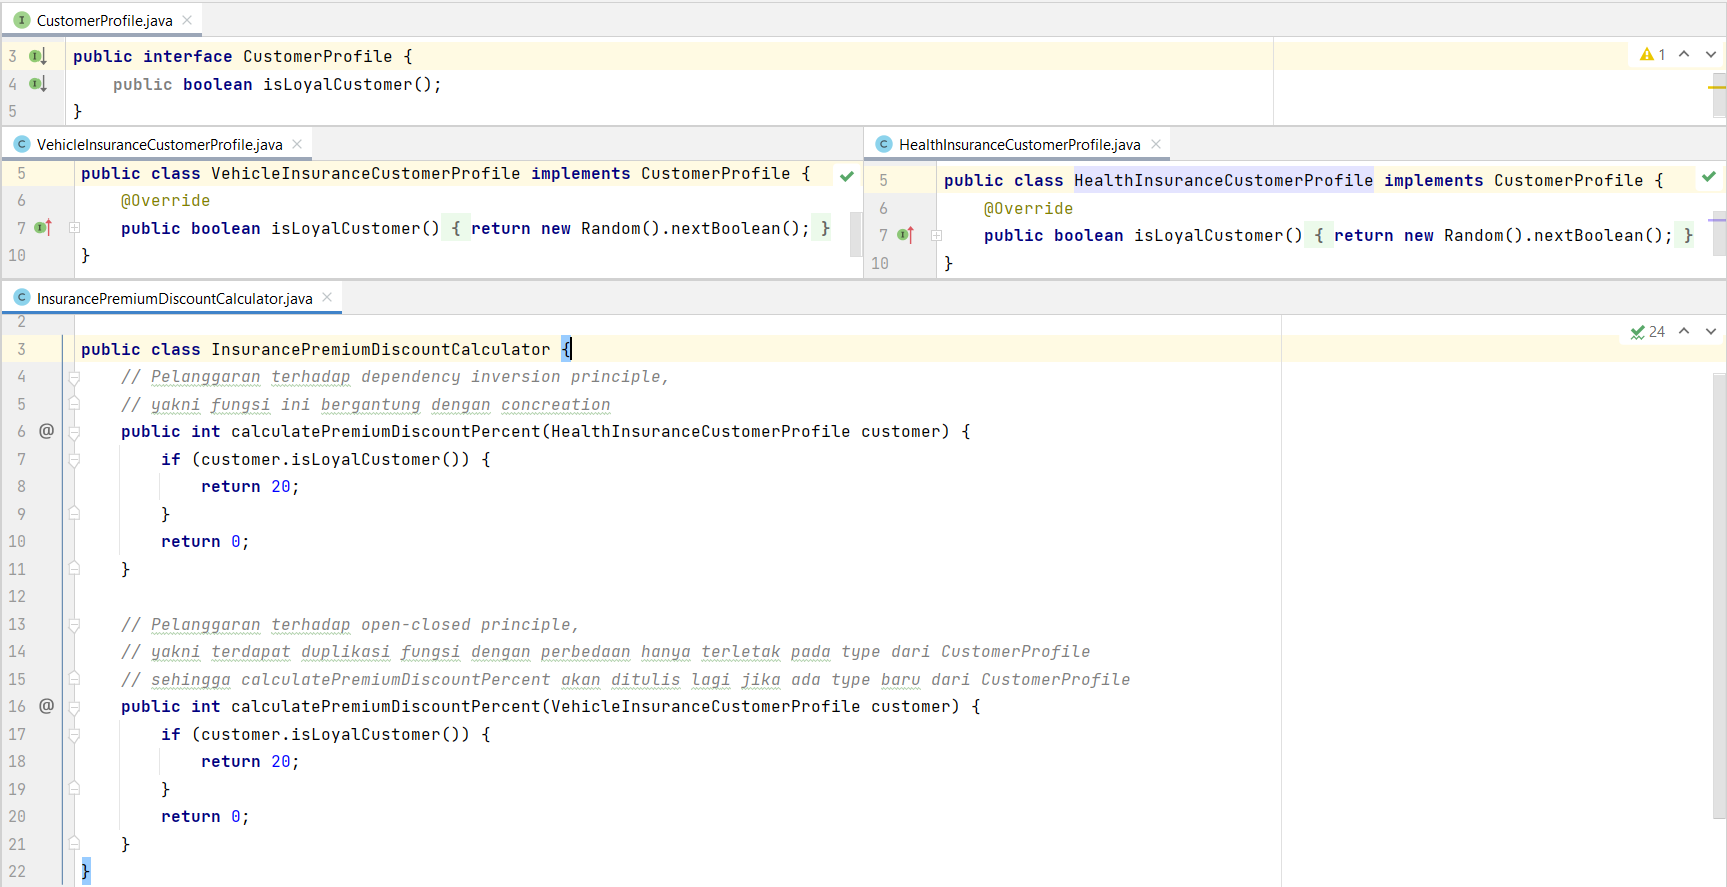 CustomerProfile.java
3 public interface CustomerProfile { 1
4 public boolean isLoyalCustomer();
5 }
VehicleInsuranceCustomerProfile.java
5 public class VehicleInsuranceCustomerProfile implements CustomerProfile {
6 @Override
7 public boolean isLoyalCustomer() { return new Random().nextBoolean(); }
10 }
HealthInsuranceCustomerProfile.java
5 public class HealthInsuranceCustomerProfile implements CustomerProfile {
6 @Override
7 public boolean isLoyalCustomer() { return new Random().nextBoolean(); }
10 }
InsurancePremiumDiscountCalculator.java
2
24
3 public class InsurancePremiumDiscountCalculator {
4 // Pelanggaran terhadap dependency inversion principle,
5 // yakni fungsi ini bergantung dengan concreation
6 @ public int calculatePremiumDiscountPercent(HealthInsuranceCustomerProfile customer) {
7 if (customer.isLoyalCustomer()) {
8 return 20;
9 }
10 return 0;
11 }
12
13 // Pelanggaran terhadap open-closed principle,
14 // yakni terdapat duplikasi fungsi dengan perbedaan hanya terletak pada type dari CustomerProfile
15 // sehingga calculatePremiumDiscountPercent akan ditulis lagi jika ada type baru dari CustomerProfile
16 @ public int calculatePremiumDiscountPercent(VehicleInsuranceCustomerProfile customer) {
17 if (customer.isLoyalCustomer()) {
18 return 20;
19 }
20 return 0;
21 }
22 }